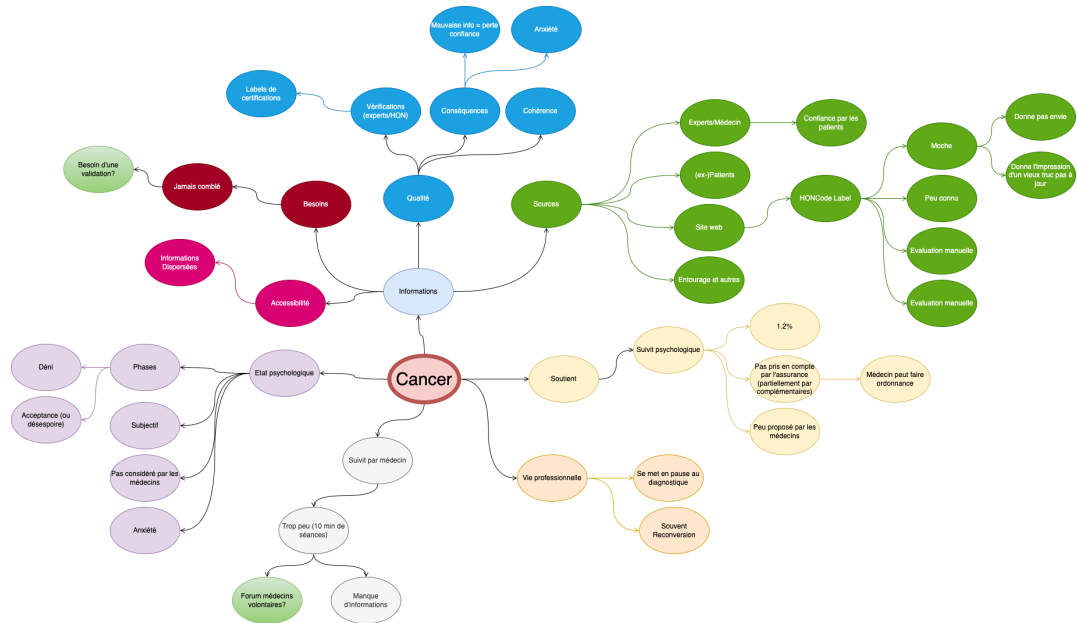 Mauvaise info = perte
confiance
Anxiété
Labels de
certifications
Vérifications
(experts/HON)
Conséquences
Cohérence
Experts/Médecin
Confiance par les
patients
Moche
Donne pas envie
Donne l'impression
d'un vieux truc pas à
jour
Besoin d'une
validation?
Jamais comblé
Besoins
Qualité
Sources
(ex-)Patients
HONCode Label
Peu connu
Site web
Evaluation manuelle
Informations
Dispersées
Accessibilité
Informations
Entourage et autres
Evaluation manuelle
Déni
Phases
Etat psychologique
Cancer
Soutient
Suivit psychologique
1.2%
Pas pris en compte
par l'assurance
(partiellement par
complémentaires)
Médecin peut faire
ordonnance
Acceptance (ou
désespoire)
Subjectif
Peu proposé par les
médecins
Suivit par médecin
Pas considéré par les
médecins
Vie professionnelle
Se met en pause au
diagnostique
Anxiété
Trop peu (10 min de
séances)
Souvent
Reconversion
Forum médecins
volontaires?
Manque
d'informations